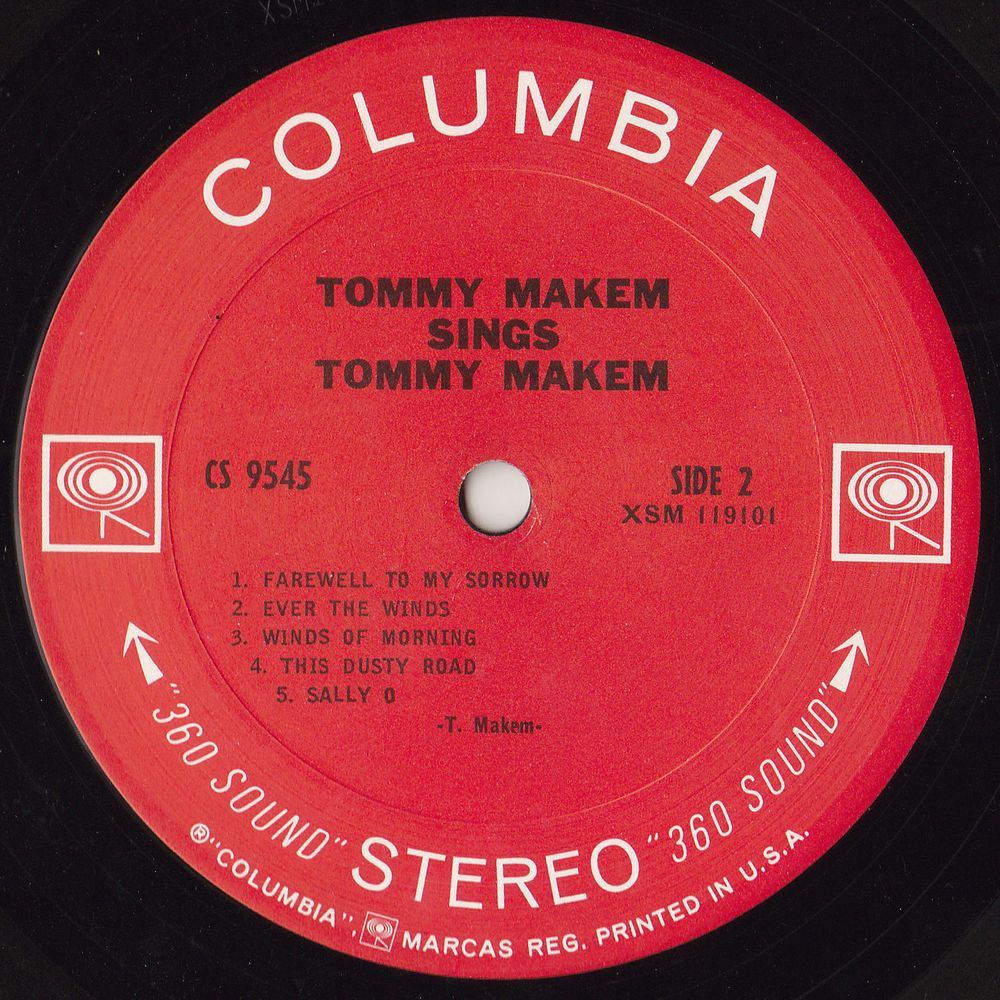 COLUMBIA
TOMMY MAKEM
SINGS
TOMMY MAKEM
CS 9545
SIDE 2
XSM 119101
1. FAREWELL TO MY SORROW
2. EVER THE WINDS
3. WINDS OF MORNING
4. THIS DUSTY ROAD
5. SALLY O
-T. Makem-
"360 SOUND" STEREO "360 SOUND"
®"COLUMBIA", MARCAS REG. PRINTED IN U.S.A.